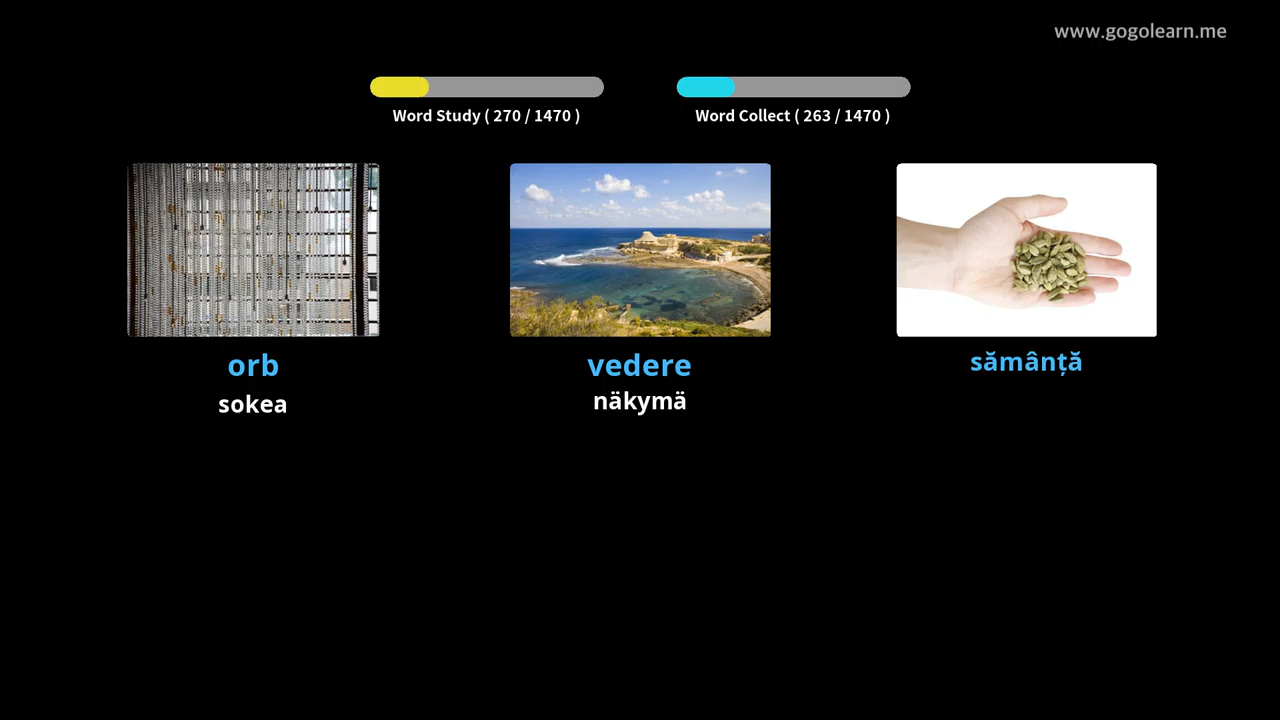 www.gogolearn.me
Word Study ( 270 / 1470 )
Word Collect ( 263 / 1470 )
orb
sokea
vedere
näkymä
sămânță